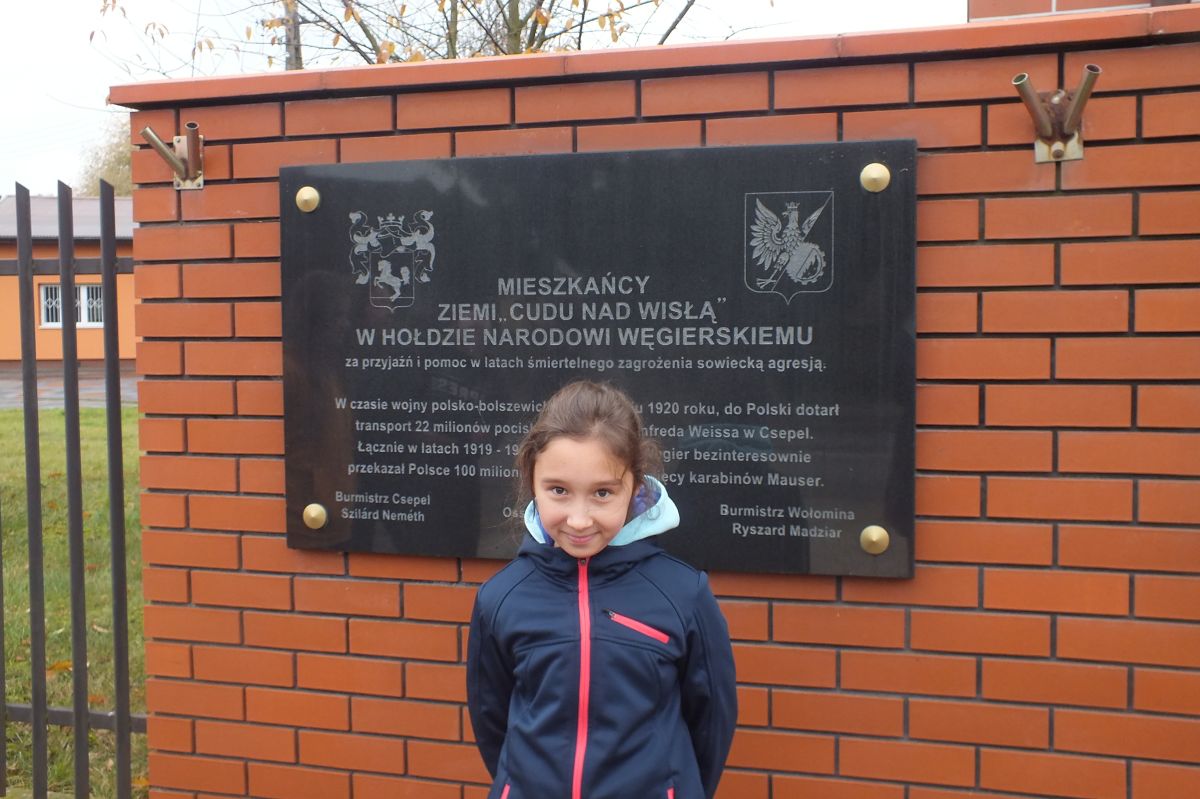 MIESZKAŃCY
ZIEMI „CUDU NAD WISŁĄ"
W HOŁDZIE NARODOWI WĘGIERSKIEMU
za przyjaźń i pomoc w latach śmiertelnego zagrożenia sowiecką agresją.
W czasie wojny polsko-bolszewick 1920 roku, do Polski dotarł
transport 22 milionów pocis nfreda Weissa w Csepel.
Łącznie w latach 1919 - 19 gier bezinteresownie
przekazał Polsce 100 milion ięcy karabinów Mauser.
Burmistrz Csepel
Szilárd Neméth
Burmistrz Wołomina
Ryszard Madziar